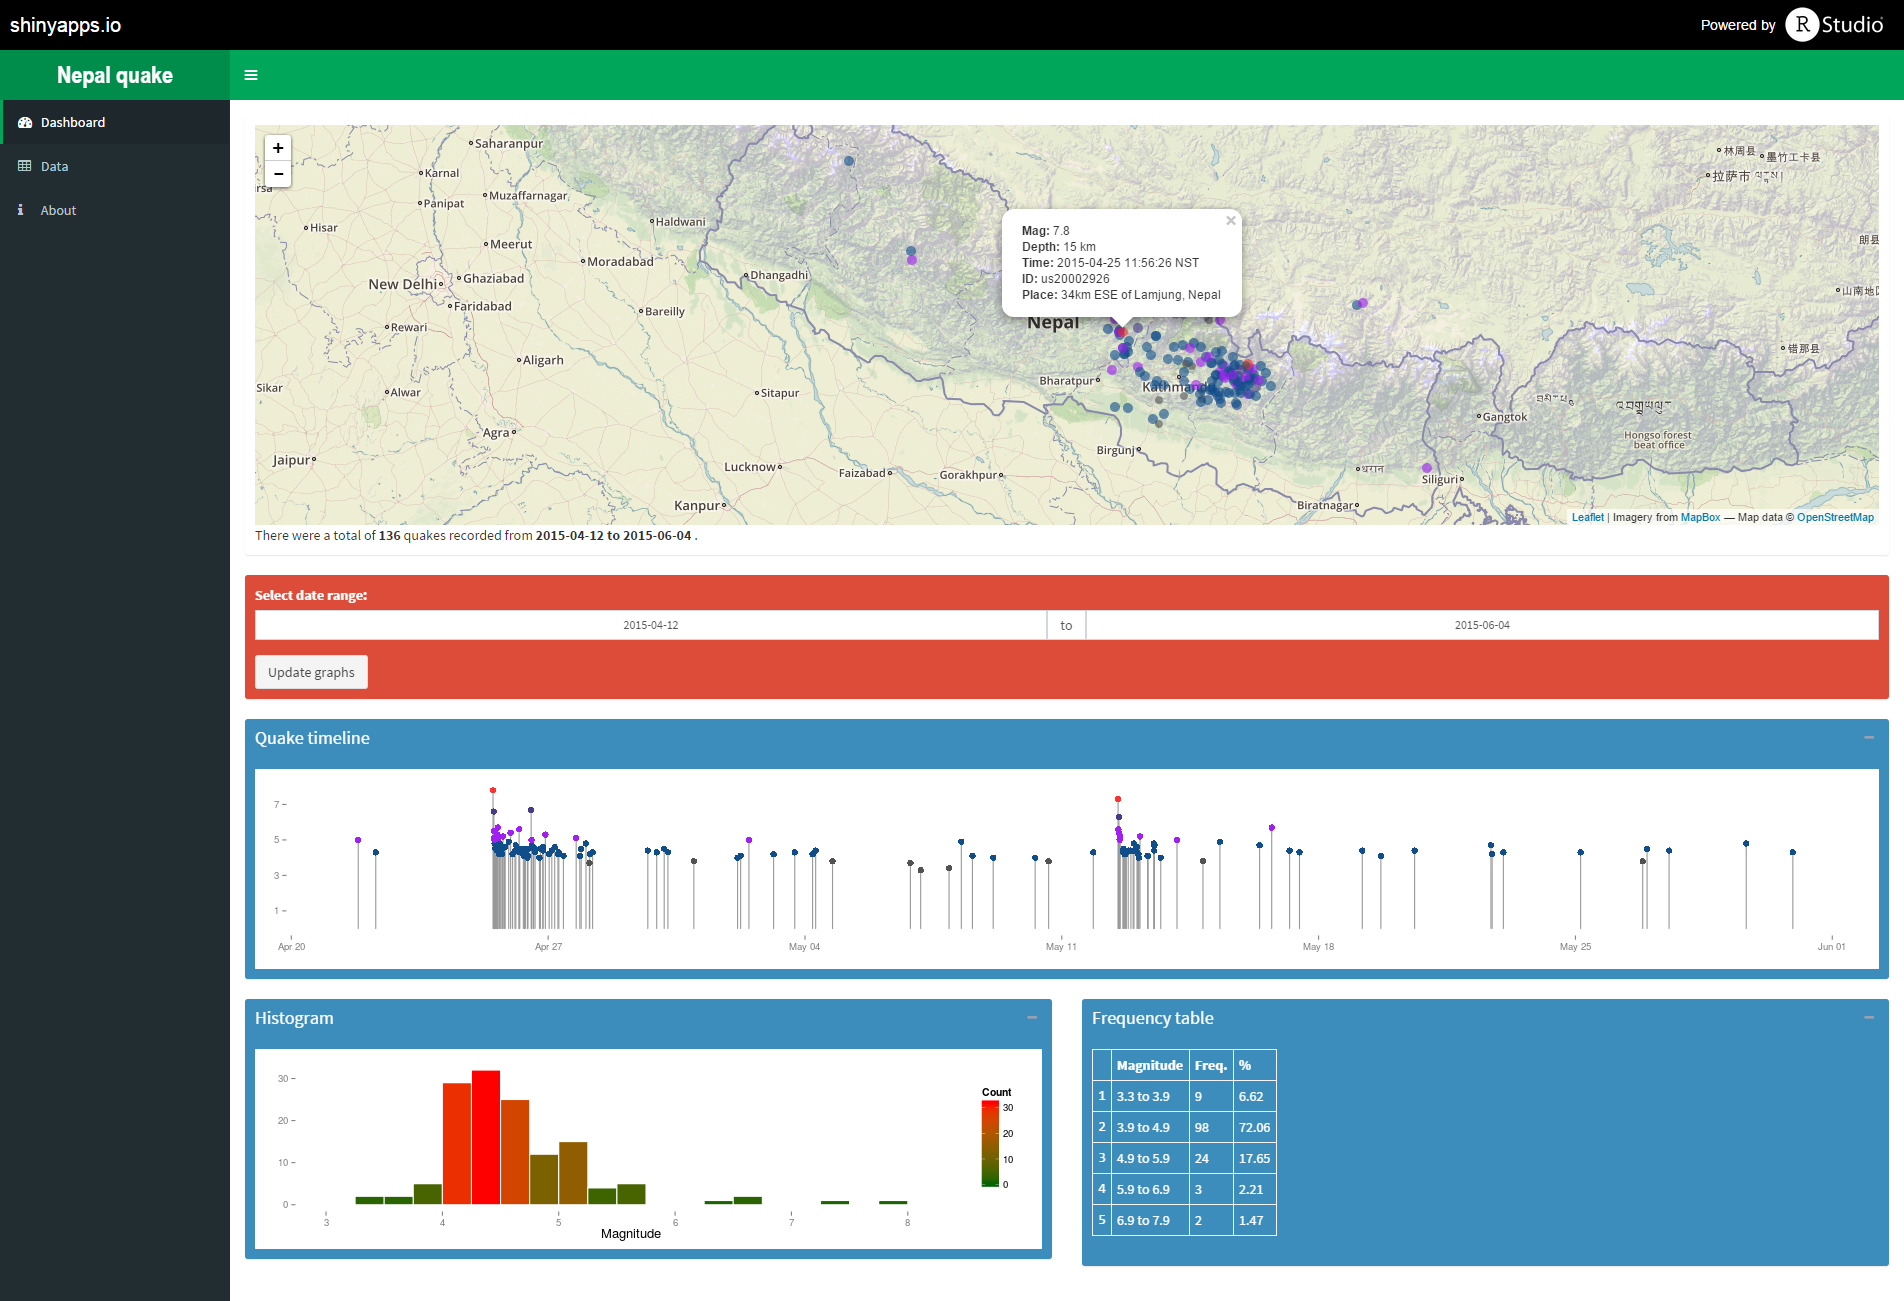 shinyapps.io
Powered by R Studio
Nepal quake
Dashboard
Data
About
+
−
Saharanpur
Karnal
Panipat
Muzaffarnagar
Hisar
Haldwani
Meerut
Moradabad
New Delhi
Ghaziabad
Faridabad
Dhangadhi
Bareilly
Rewari
Aligarh
Sikar
Alwar
Sitapur
Agra
Jaipur
Lucknow
Faizabad
Gorakhpur
Kanpur
×
Mag: 7.8
Depth: 15 km
Time: 2015-04-25 11:56:26 NST
ID: us20002926
Place: 34km ESE of Lamjung, Nepal
Nepal
Bharatpur
Kathmand
Birgunj
Biratnagar
Siliguri
Gangtok
Hongso forest
beat office
林周县
墨竹工卡县
拉萨市
朗县
山南地区
错那县
धरान
Leaflet | Imagery from MapBox — Map data © OpenStreetMap
There were a total of 136 quakes recorded from 2015-04-12 to 2015-06-04 .
Select date range:
2015-04-12 to 2015-06-04
Update graphs
Quake timeline
7
5
3
1
Apr 20 Apr 27 May 04 May 11 May 18 May 25 Jun 01
Histogram
30
20
10
0
3 4 5 6 7 8
Magnitude
Count
30
20
10
0
Frequency table
Magnitude Freq. %
1 3.3 to 3.9 9 6.62
2 3.9 to 4.9 98 72.06
3 4.9 to 5.9 24 17.65
4 5.9 to 6.9 3 2.21
5 6.9 to 7.9 2 1.47